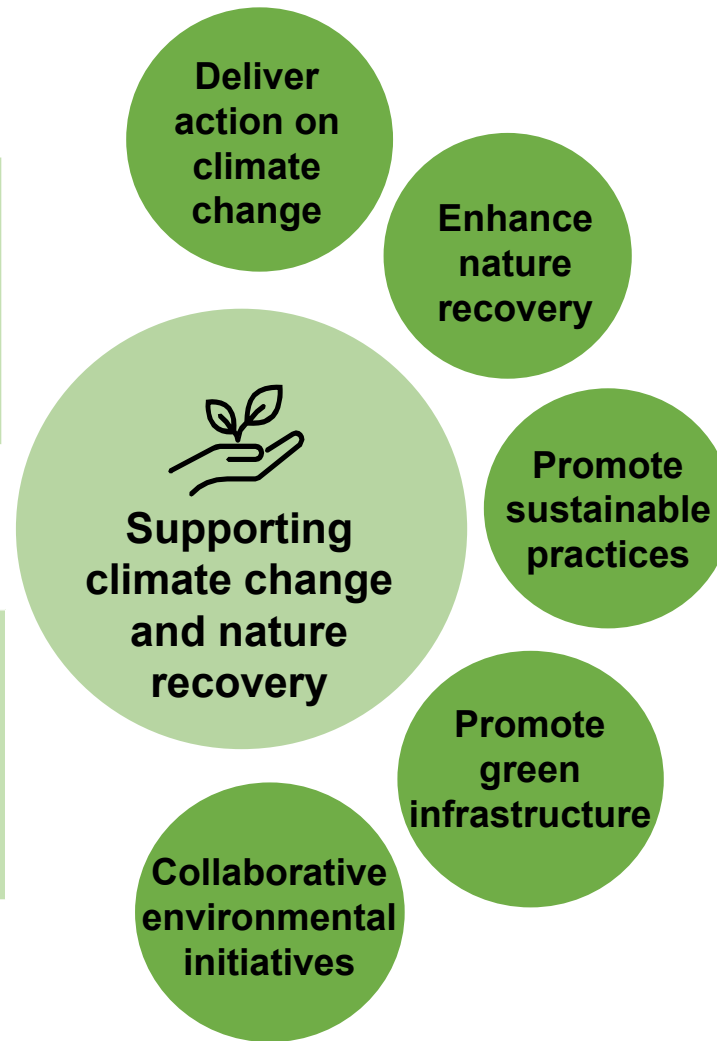 Deliver
action on
climate
change
Enhance
nature
recovery
Supporting
climate change
and nature
recovery
Promote
sustainable
practices
Promote
green
infrastructure
Collaborative
environmental
initiatives